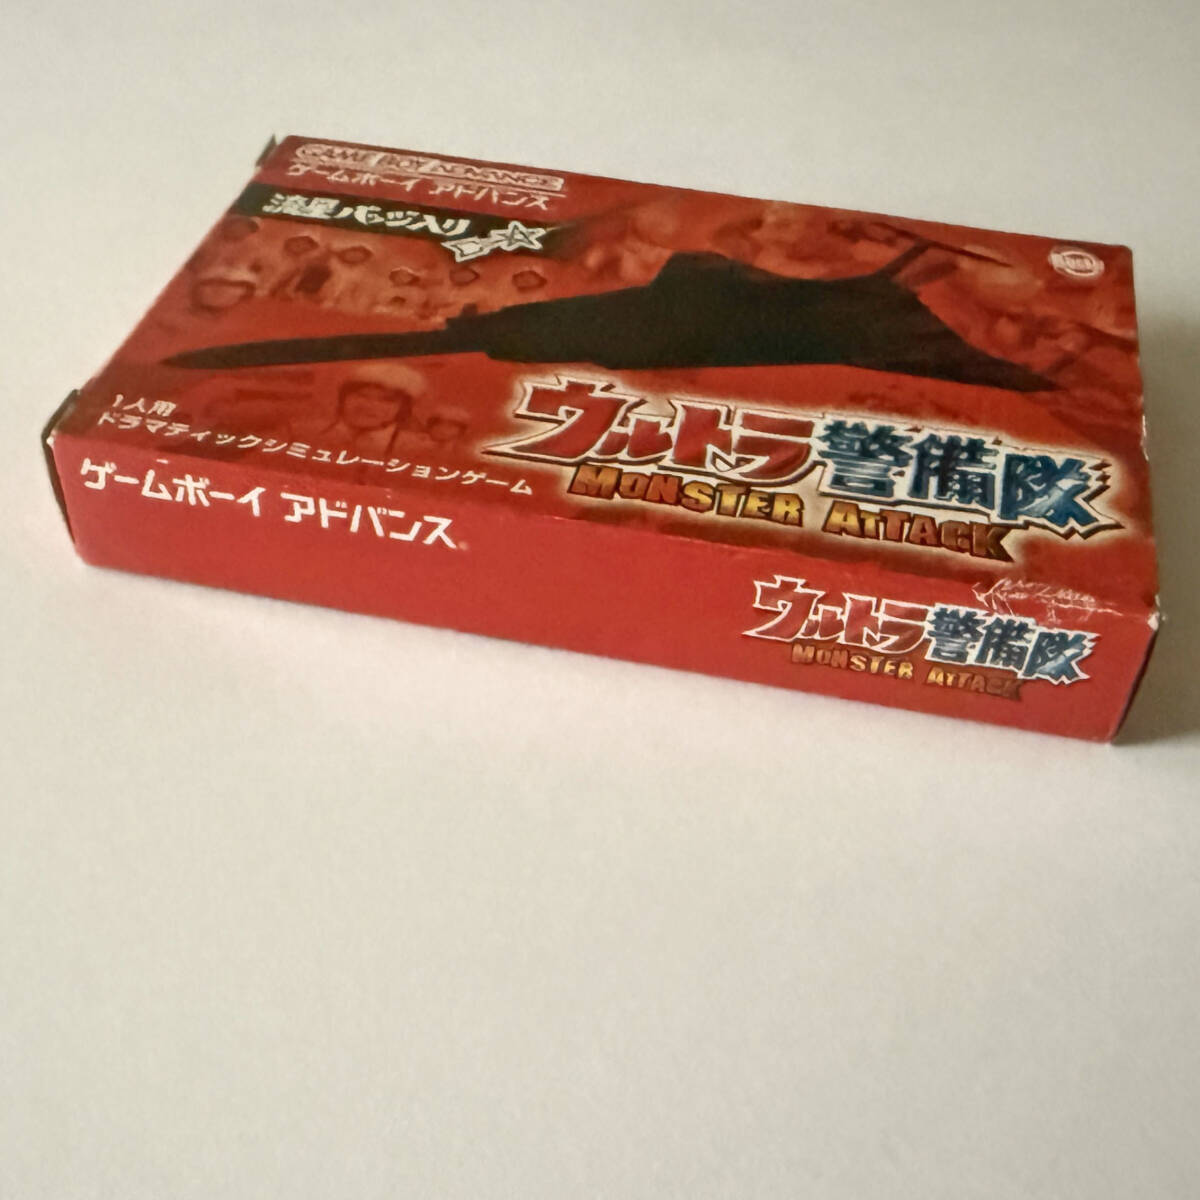 GAME BOY ADVANCE
ゲームボーイ アドバンス
流星バッヂ入り
1人用
ドラマティックシミュレーションゲーム
ウルトラ警備隊
MONSTER ATTACK
ゲームボーイ アドバンス
ウルトラ警備隊
MONSTER ATTACK